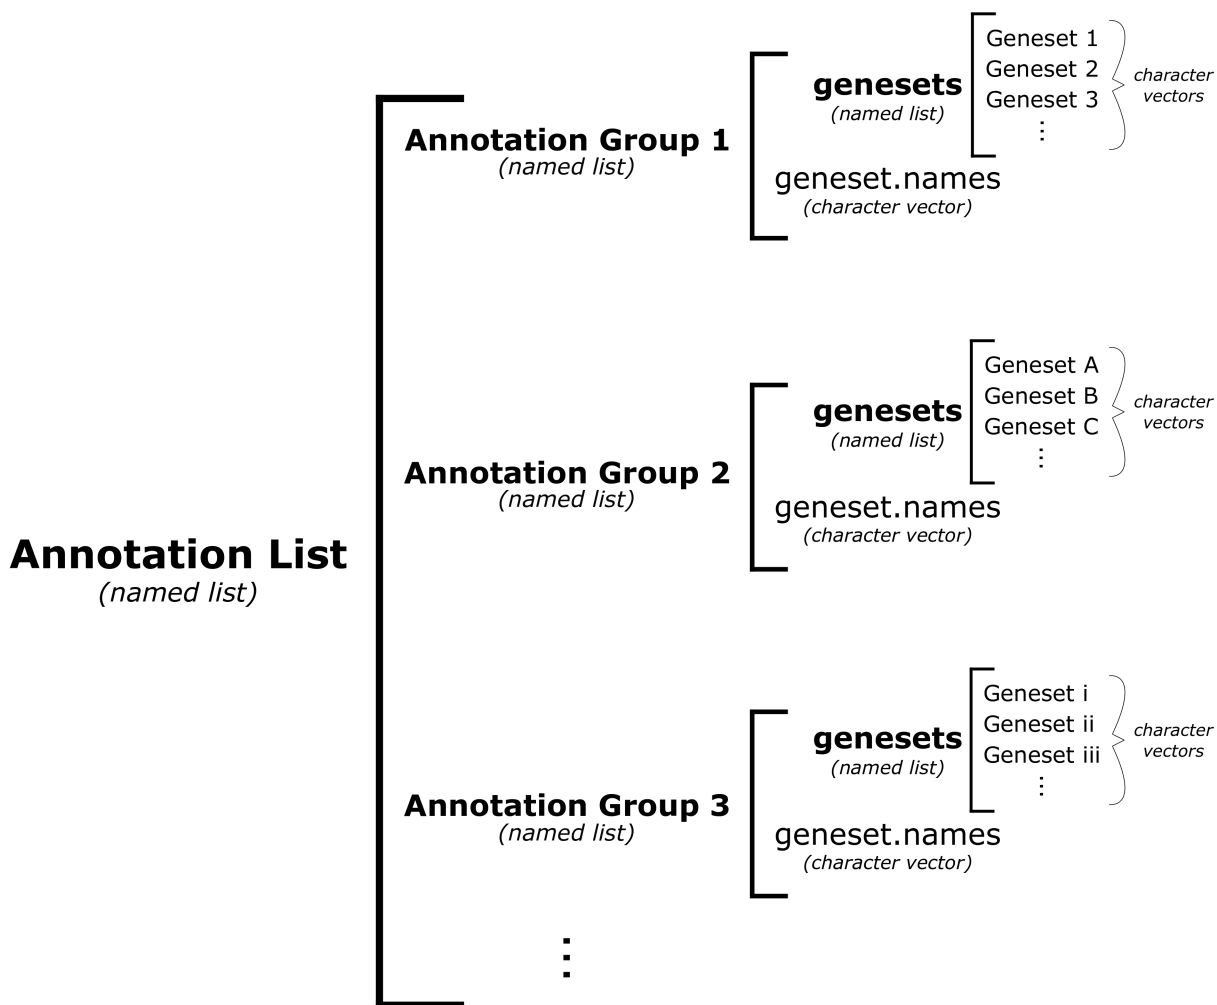 Annotation List
(named list)
Annotation Group 1
(named list)
genesets
(named list)
Geneset 1
Geneset 2
Geneset 3
⋮
character
vectors
geneset.names
(character vector)
Annotation Group 2
(named list)
genesets
(named list)
Geneset A
Geneset B
Geneset C
⋮
character
vectors
geneset.names
(character vector)
Annotation Group 3
(named list)
genesets
(named list)
Geneset i
Geneset ii
Geneset iii
⋮
character
vectors
geneset.names
(character vector)
⋮